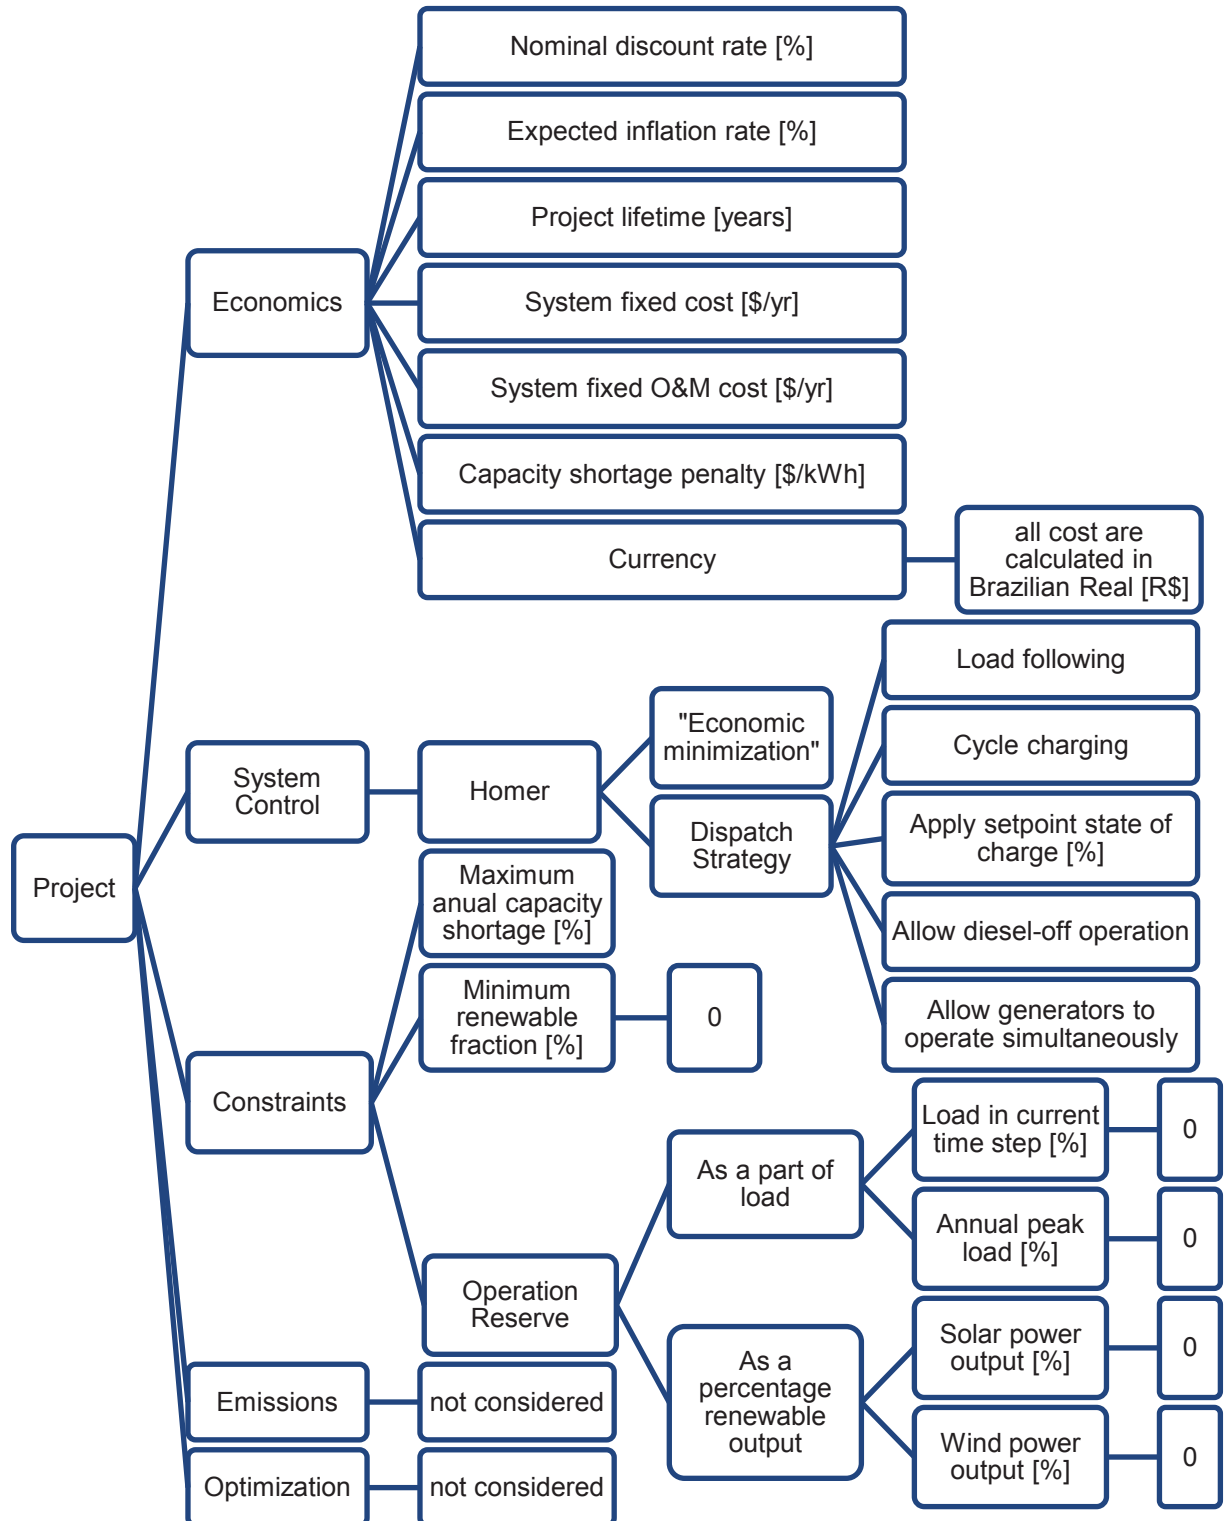 Nominal discount rate [%]
Expected inflation rate [%]
Project lifetime [years]
Economics
System fixed cost [$/yr]
System fixed O&M cost [$/yr]
Capacity shortage penalty [$/kWh]
Currency
all cost are
calculated in
Brazilian Real [R$]
Load following
"Economic
minimization"
Cycle charging
System
Control
Homer
Dispatch
Strategy
Apply setpoint state of
charge [%]
Project
Maximum
anual capacity
shortage [%]
Allow diesel-off operation
Minimum
renewable
fraction [%]
0
Allow generators to
operate simultaneously
Constraints
Load in current
time step [%]
0
As a part of
load
Annual peak
load [%]
0
Operation
Reserve
Solar power
output [%]
0
As a
percentage
renewable
output
Emissions
not considered
Wind power
output [%]
0
Optimization
not considered